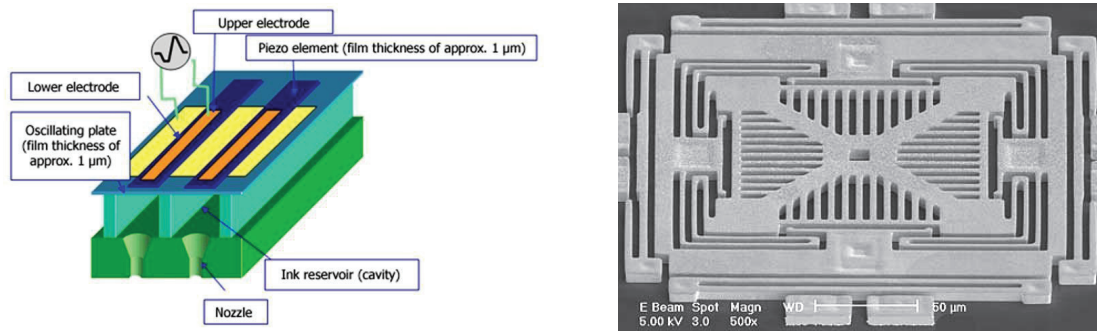 Upper electrode
Piezo element (film thickness of approx. 1 µm)
Lower electrode
Oscillating plate
(film thickness of
approx. 1 µm)
Ink reservoir (cavity)
Nozzle
E Beam Spot Magn WD 50 µm
5.00 kV 3.0 500x